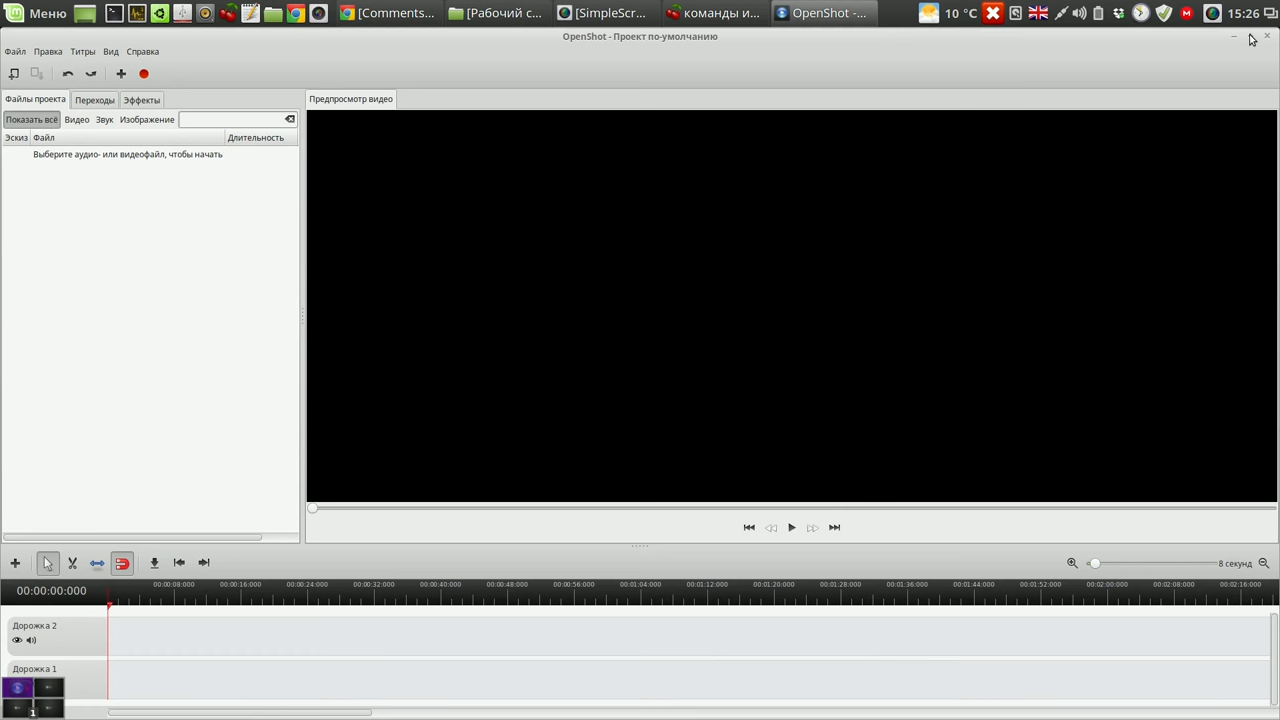 Меню
[Comments...
[Рабочий с...
[SimpleScr...
команды и...
OpenShot -...
10 °C
15:26
OpenShot - Проект по-умолчанию
Файл Правка Титры Вид Справка
Файлы проекта Переходы Эффекты
Предпросмотр видео
Показать всё Видео Звук Изображение
Эскиз Файл Длительность
Выберите аудио- или видеофайл, чтобы начать
8 секунд
00:00:00:000
00:00:08:000 00:00:16:000 00:00:24:000 00:00:32:000 00:00:40:000 00:00:48:000 00:00:56:000 00:01:04:000 00:01:12:000 00:01:20:000 00:01:28:000 00:01:36:000 00:01:44:000 00:01:52:000 00:02:00:000 00:02:08:000 00:02:16:000
Дорожка 2
Дорожка 1
1